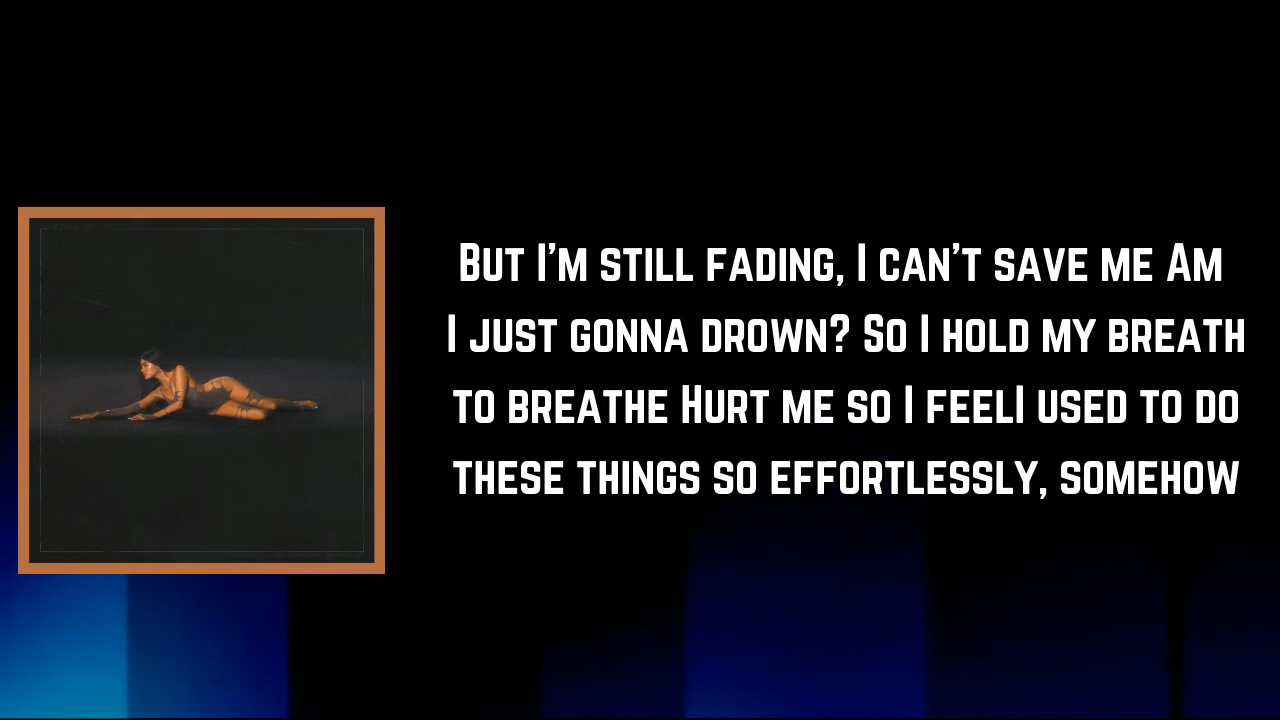 But I'm still fading, I can't save me Am
I just gonna drown? So I hold my breath
to breathe Hurt me so I feelI used to do
these things so effortlessly, somehow